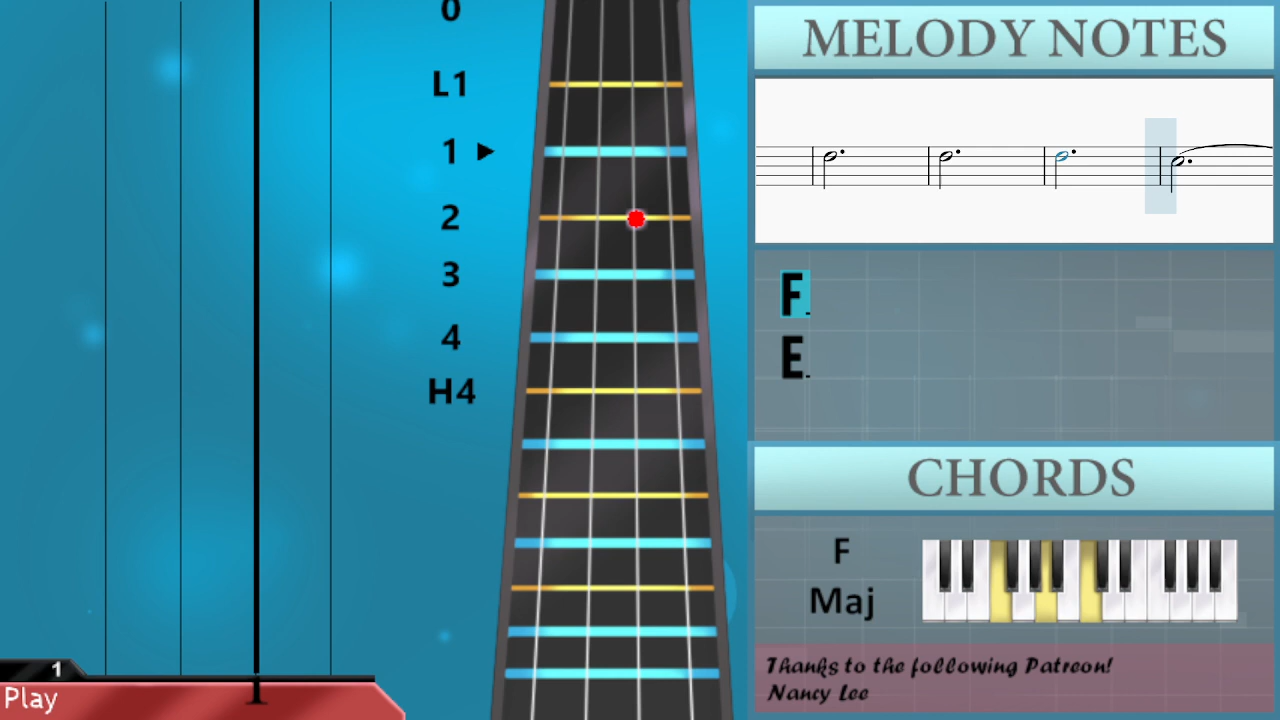 0
L1
1
2
3
4
H4
1
Play
MELODY NOTES
F.
E.
CHORDS
F
Maj
Thanks to the following Patreon!
Nancy Lee